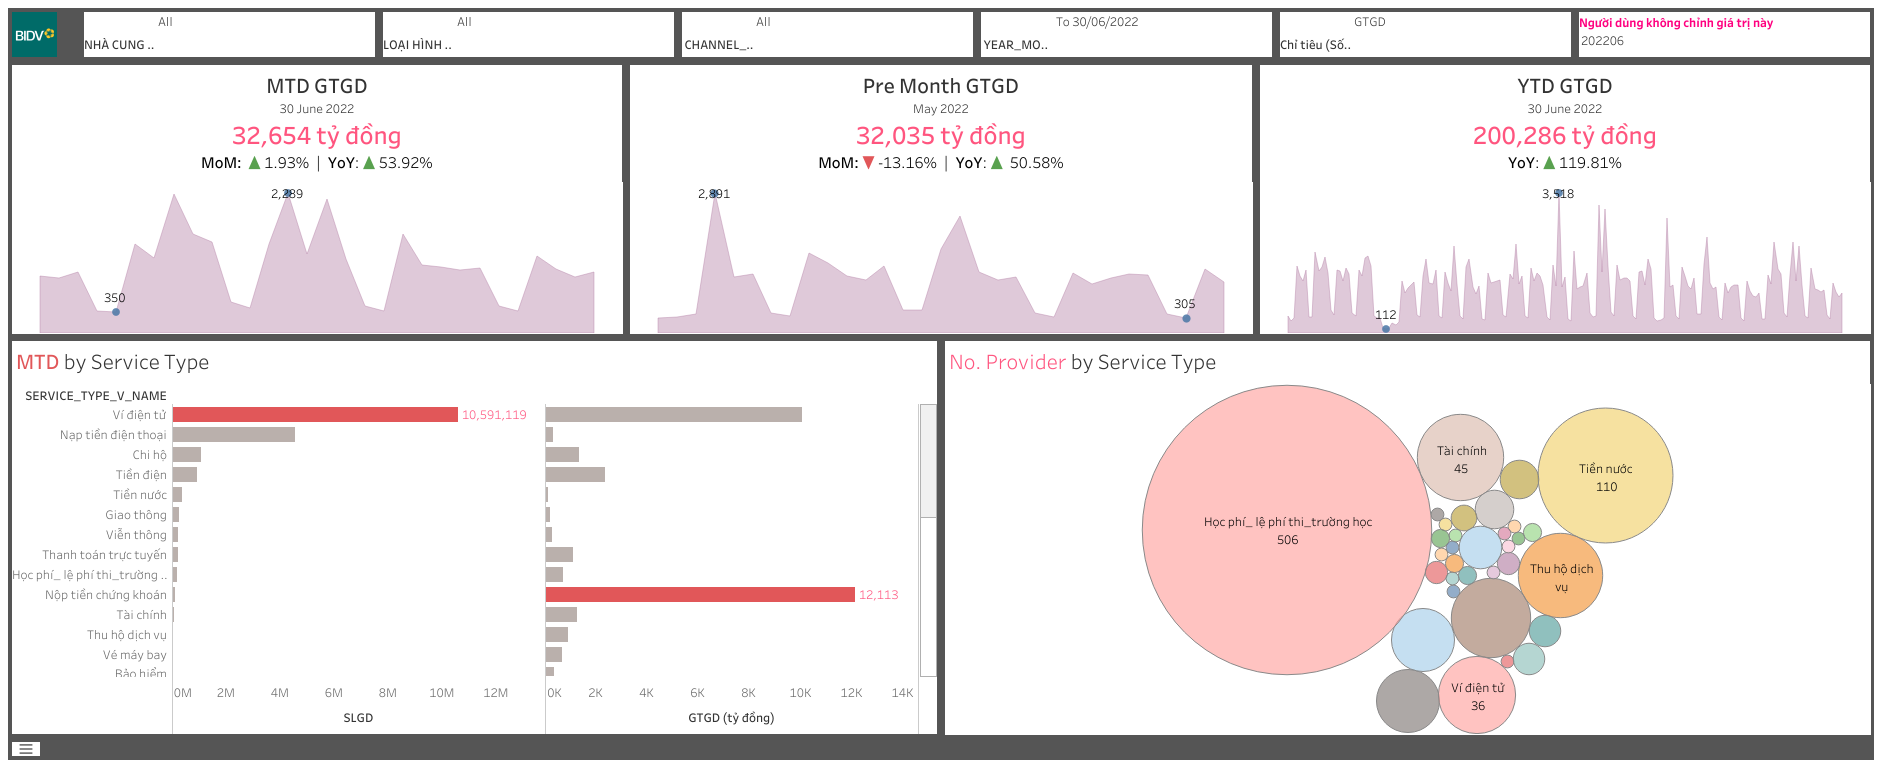 BIDV
All
NHÀ CUNG ..
All
LOẠI HÌNH ..
All
CHANNEL_..
To 30/06/2022
YEAR_MO..
GTGD
Chỉ tiêu (Số..
Người dùng không chỉnh giá trị này
202206
MTD GTGD
30 June 2022
32,654 tỷ đồng
MoM: ▲ 1.93% | YoY: ▲ 53.92%
2,289
350
Pre Month GTGD
May 2022
32,035 tỷ đồng
MoM: ▼ -13.16% | YoY: ▲ 50.58%
2,891
305
YTD GTGD
30 June 2022
200,286 tỷ đồng
YoY: ▲ 119.81%
3,518
112
MTD by Service Type
SERVICE_TYPE_V_NAME
Ví điện tử 10,591,119
Nạp tiền điện thoại
Chi hộ
Tiền điện
Tiền nước
Giao thông
Viễn thông
Thanh toán trực tuyến
Học phí_ lệ phí thi_trường ..
Nộp tiền chứng khoán 12,113
Tài chính
Thu hộ dịch vụ
Vé máy bay
Bảo hiểm
0M 2M 4M 6M 8M 10M 12M
0K 2K 4K 6K 8K 10K 12K 14K
SLGD
GTGD (tỷ đồng)
No. Provider by Service Type
Tài chính
45
Tiền nước
110
Học phí_ lệ phí thi_trường học
506
Thu hộ dịch
vụ
Ví điện tử
36